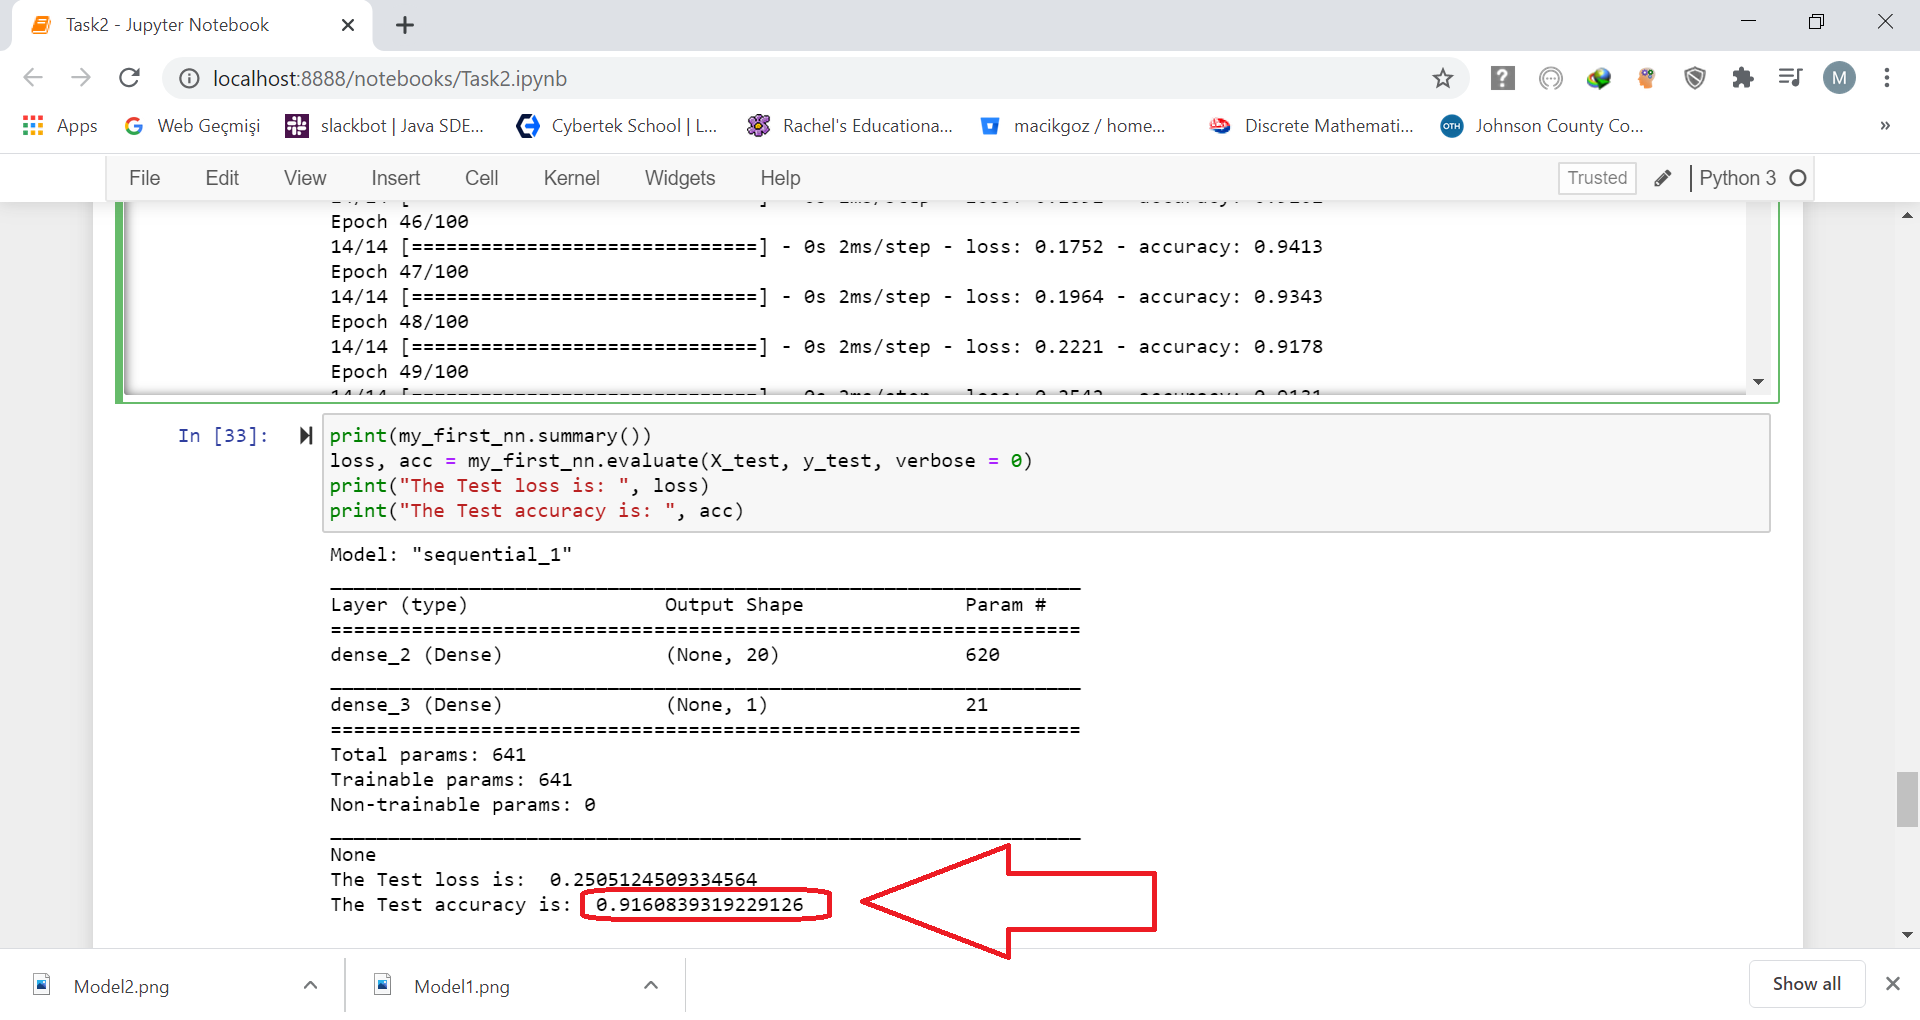 Task2 - Jupyter Notebook
localhost:8888/notebooks/Task2.ipynb
M
Apps
Web Geçmişi
slackbot | Java SDE...
Cybertek School | L...
Rachel's Educationa...
macikgoz / home...
Discrete Mathemati...
OTH
Johnson County Co...
»
File Edit View Insert Cell Kernel Widgets Help Trusted Python 3
Epoch 46/100
14/14 [==============================] - 0s 2ms/step - loss: 0.1752 - accuracy: 0.9413
Epoch 47/100
14/14 [==============================] - 0s 2ms/step - loss: 0.1964 - accuracy: 0.9343
Epoch 48/100
14/14 [==============================] - 0s 2ms/step - loss: 0.2221 - accuracy: 0.9178
Epoch 49/100
In [33]:
print(my_first_nn.summary())
loss, acc = my_first_nn.evaluate(X_test, y_test, verbose = 0)
print("The Test loss is: ", loss)
print("The Test accuracy is: ", acc)
Model: "sequential_1"
_________________________________________________________________
Layer (type) Output Shape Param #
=================================================================
dense_2 (Dense) (None, 20) 620
_________________________________________________________________
dense_3 (Dense) (None, 1) 21
=================================================================
Total params: 641
Trainable params: 641
Non-trainable params: 0
_________________________________________________________________
None
The Test loss is: 0.2505124509334564
The Test accuracy is: 0.9160839319229126
Model2.png
Model1.png
Show all